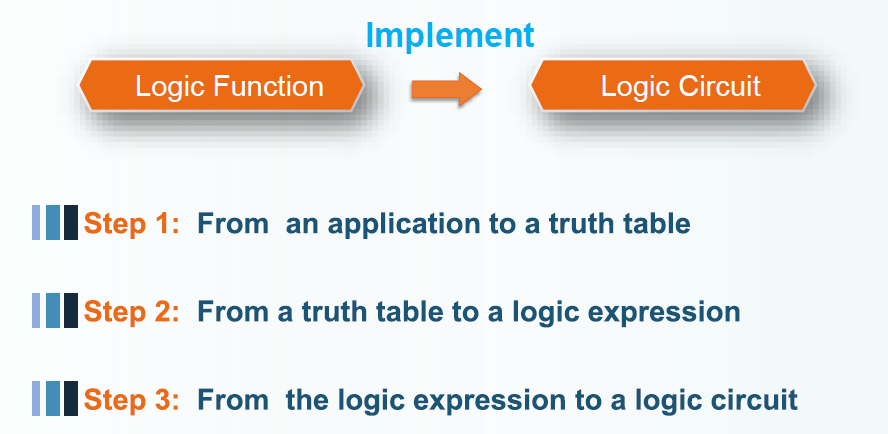 Implement
Logic Function
Logic Circuit
Step 1: From an application to a truth table
Step 2: From a truth table to a logic expression
Step 3: From the logic expression to a logic circuit